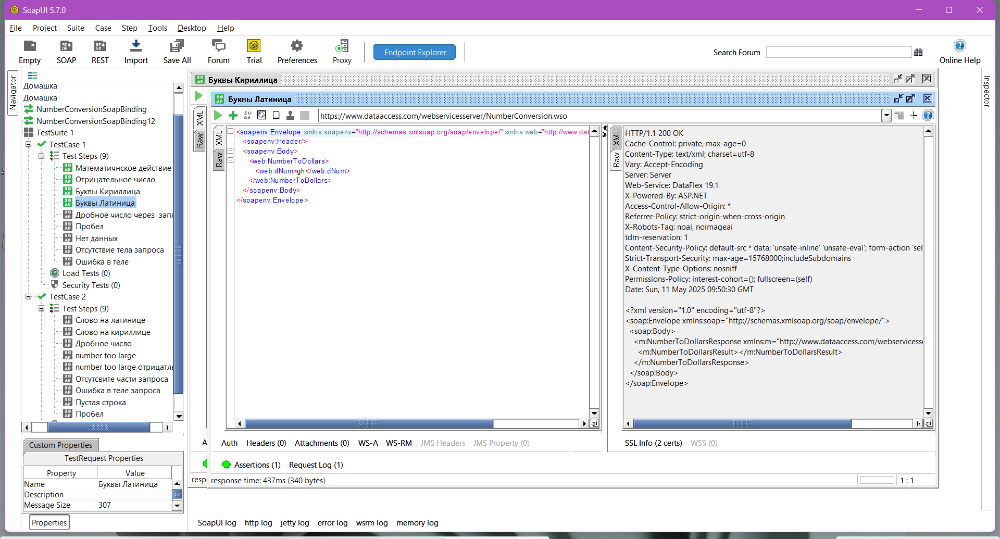 SoapUI 5.7.0
File Project Suite Case Step Tools Desktop Help
Empty SOAP REST Import Save All Forum Trial Preferences Proxy Endpoint Explorer Search Forum Online Help
Navigator
Домашка
Домашка
NumberConversionSoapBinding
NumberConversionSoapBinding12
TestSuite 1
TestCase 1
Test Steps (9)
Математичнское действие
Отрицательное число
Буквы Кириллица
Буквы Латиница
Дробное число через запя
Пробел
Нет данных
Отсутствие тела запроса
Ошибка в теле
Load Tests (0)
Security Tests (0)
TestCase 2
Test Steps (9)
Слово на латинице
Слово на кириллице
Дробное число
number too large
number too large отрицатль
Отсутсвите части запроса
Ошибка в теле запроса
Пустая строка
Пробел
Custom Properties
TestRequest Properties
Property Value
Name Буквы Латиница
Description
Message Size 307
Properties
Буквы Кириллица
XML
Raw
Буквы Латиница
https://www.dataaccess.com/webservicesserver/NumberConversion.wso
XML
Raw
<soapenv:Envelope xmlns:soapenv="http://schemas.xmlsoap.org/soap/envelope/" xmlns:web="http://www.dat
<soapenv:Header/>
<soapenv:Body>
<web:NumberToDollars>
<web:dNum>gh</web:dNum>
</web:NumberToDollars>
</soapenv:Body>
</soapenv:Envelope>
XML
Raw
HTTP/1.1 200 OK
Cache-Control: private, max-age=0
Content-Type: text/xml; charset=utf-8
Vary: Accept-Encoding
Server: Server
Web-Service: DataFlex 19.1
X-Powered-By: ASP.NET
Access-Control-Allow-Origin: *
Referrer-Policy: strict-origin-when-cross-origin
X-Robots-Tag: noai, noimageai
tdm-reservation: 1
Content-Security-Policy: default-src * data: 'unsafe-inline' 'unsafe-eval'; form-action 'sel
Strict-Transport-Security: max-age=15768000;includeSubdomains
X-Content-Type-Options: nosniff
Permissions-Policy: interest-cohort=(); fullscreen=(self)
Date: Sun, 11 May 2025 09:50:30 GMT
<?xml version="1.0" encoding="utf-8"?>
<soap:Envelope xmlns:soap="http://schemas.xmlsoap.org/soap/envelope/">
<soap:Body>
<m:NumberToDollarsResponse xmlns:m="http://www.dataaccess.com/webservicesse
<m:NumberToDollarsResult></m:NumberToDollarsResult>
</m:NumberToDollarsResponse>
</soap:Body>
</soap:Envelope>
A Auth Headers (0) Attachments (0) WS-A WS-RM JMS Headers JMS Property (0)
SSL Info (2 certs) WSS (0)
Assertions (1) Request Log (1)
resp response time: 437ms (340 bytes) 1 : 1
SoapUI log http log jetty log error log wsrm log memory log
Inspector